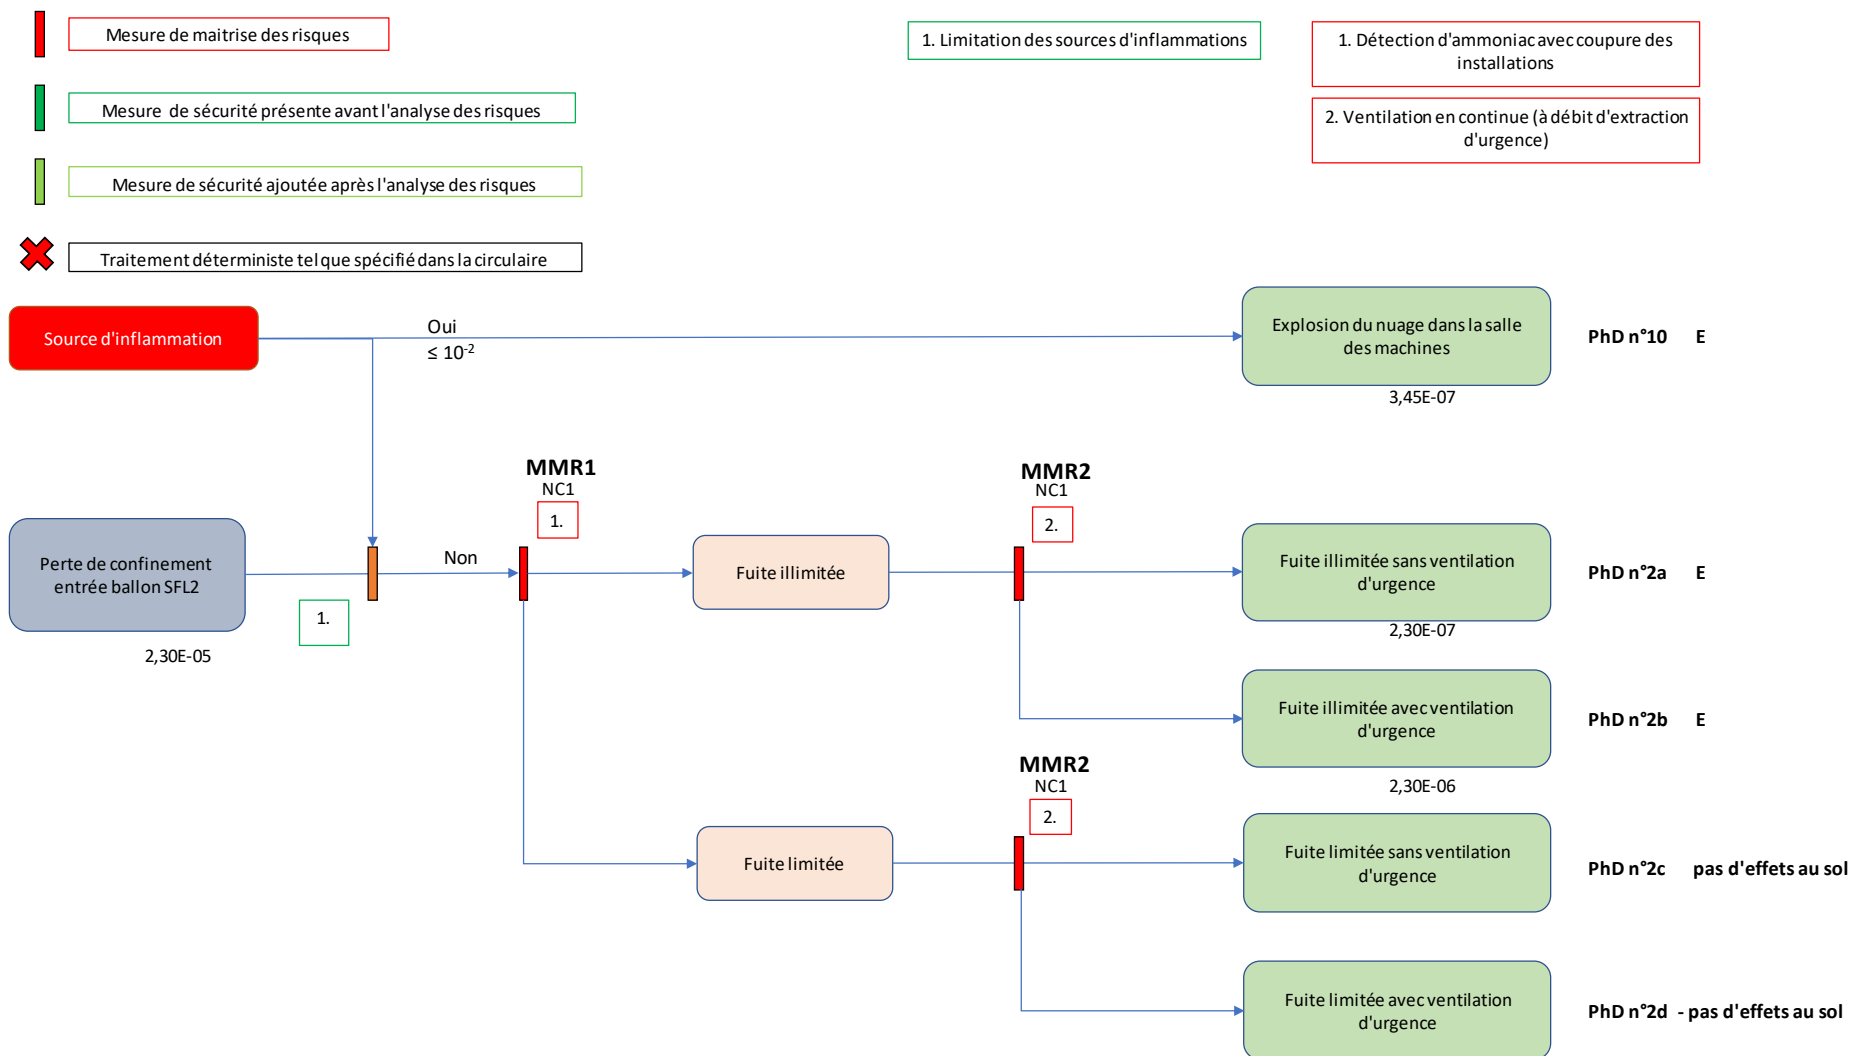 Mesure de maitrise des risques
Mesure de sécurité présente avant l'analyse des risques
Mesure de sécurité ajoutée après l'analyse des risques
Traitement déterministe tel que spécifié dans la circulaire
1. Limitation des sources d'inflammations
1. Détection d'ammoniac avec coupure des
installations
2. Ventilation en continue (à débit d'extraction
d'urgence)
Source d'inflammation
Oui
≤ 10⁻²
Explosion du nuage dans la salle
des machines
3,45E-07
PhD n°10 E
Perte de confinement
entrée ballon SFL2
2,30E-05
1.
Non
MMR1
NC1
1.
Fuite illimitée
MMR2
NC1
2.
Fuite illimitée sans ventilation
d'urgence
2,30E-07
PhD n°2a E
Fuite illimitée avec ventilation
d'urgence
2,30E-06
PhD n°2b E
Fuite limitée
MMR2
NC1
2.
Fuite limitée sans ventilation
d'urgence
PhD n°2c pas d'effets au sol
Fuite limitée avec ventilation
d'urgence
PhD n°2d - pas d'effets au sol